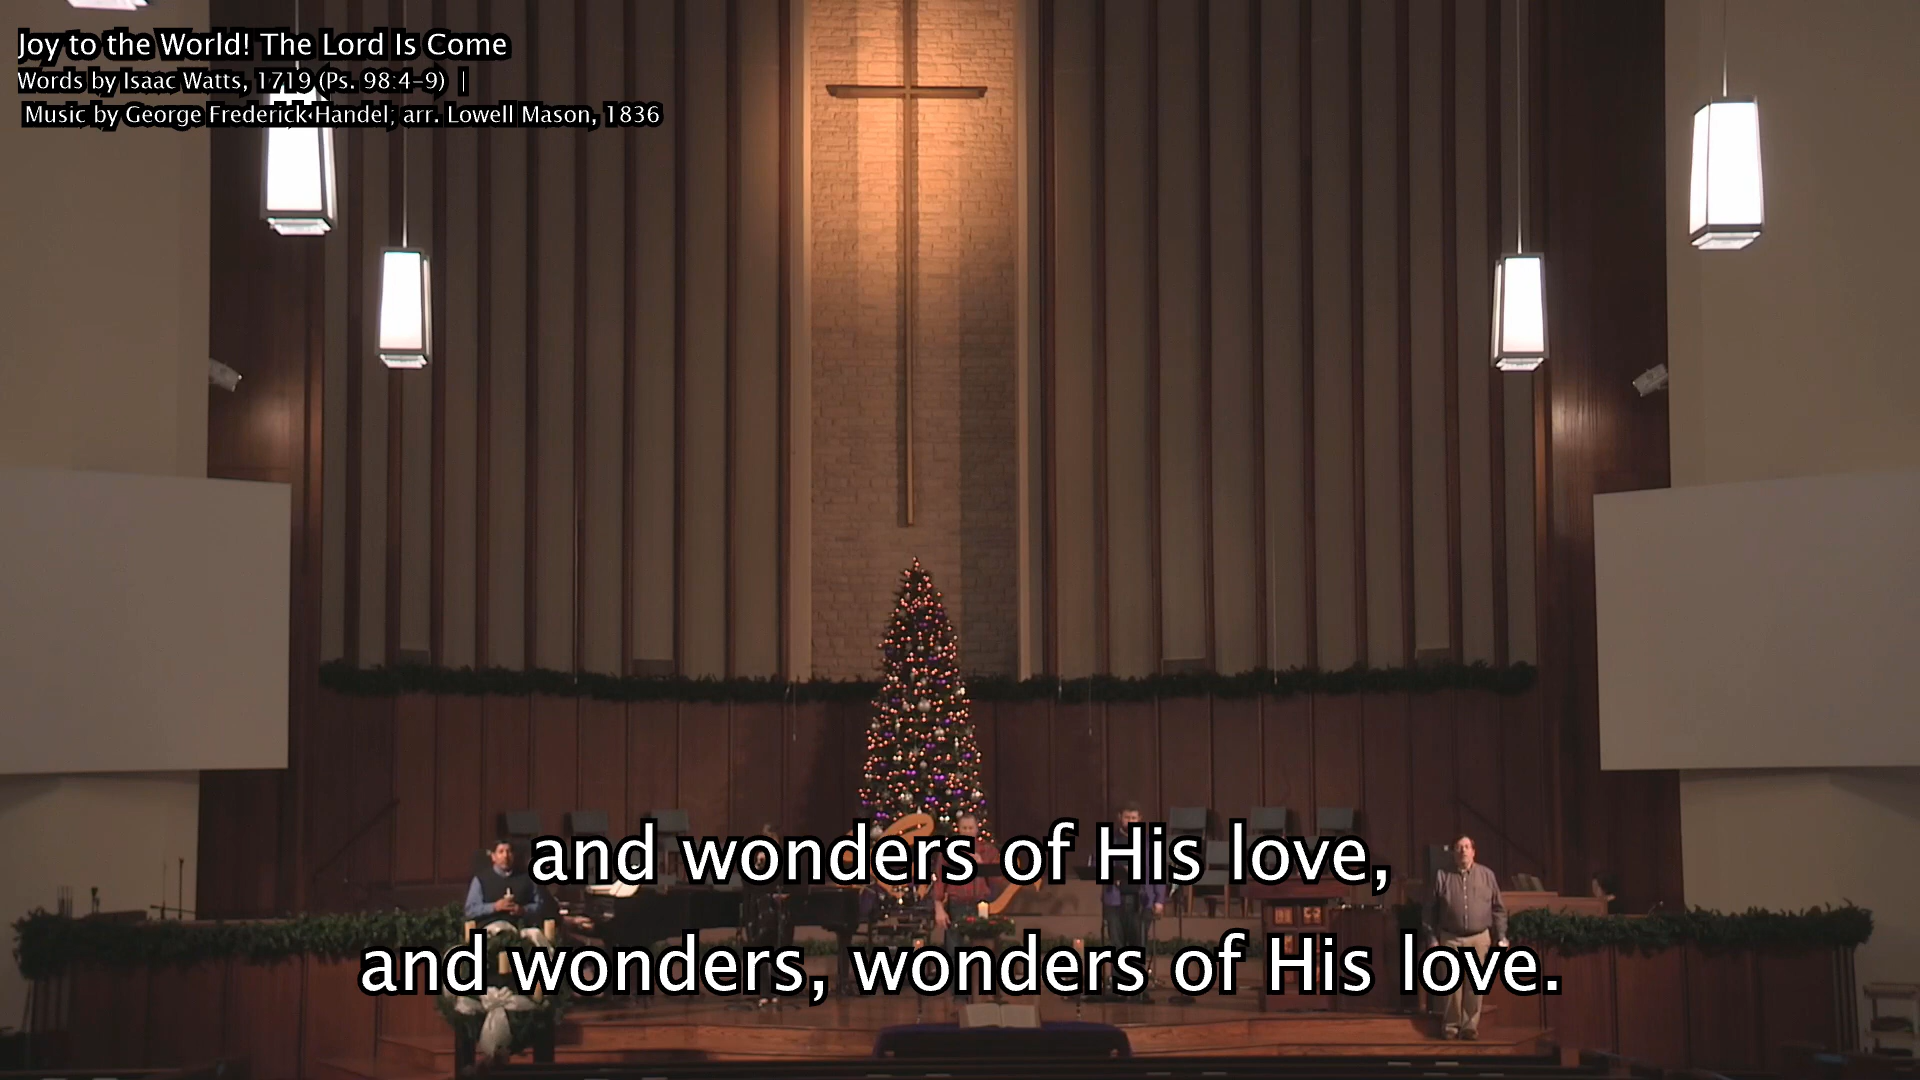 Joy to the World! The Lord Is Come
Words by Isaac Watts, 1719 (Ps. 98:4-9) |
Music by George Frederick Handel; arr. Lowell Mason, 1836
and wonders of His love,
and wonders, wonders of His love.